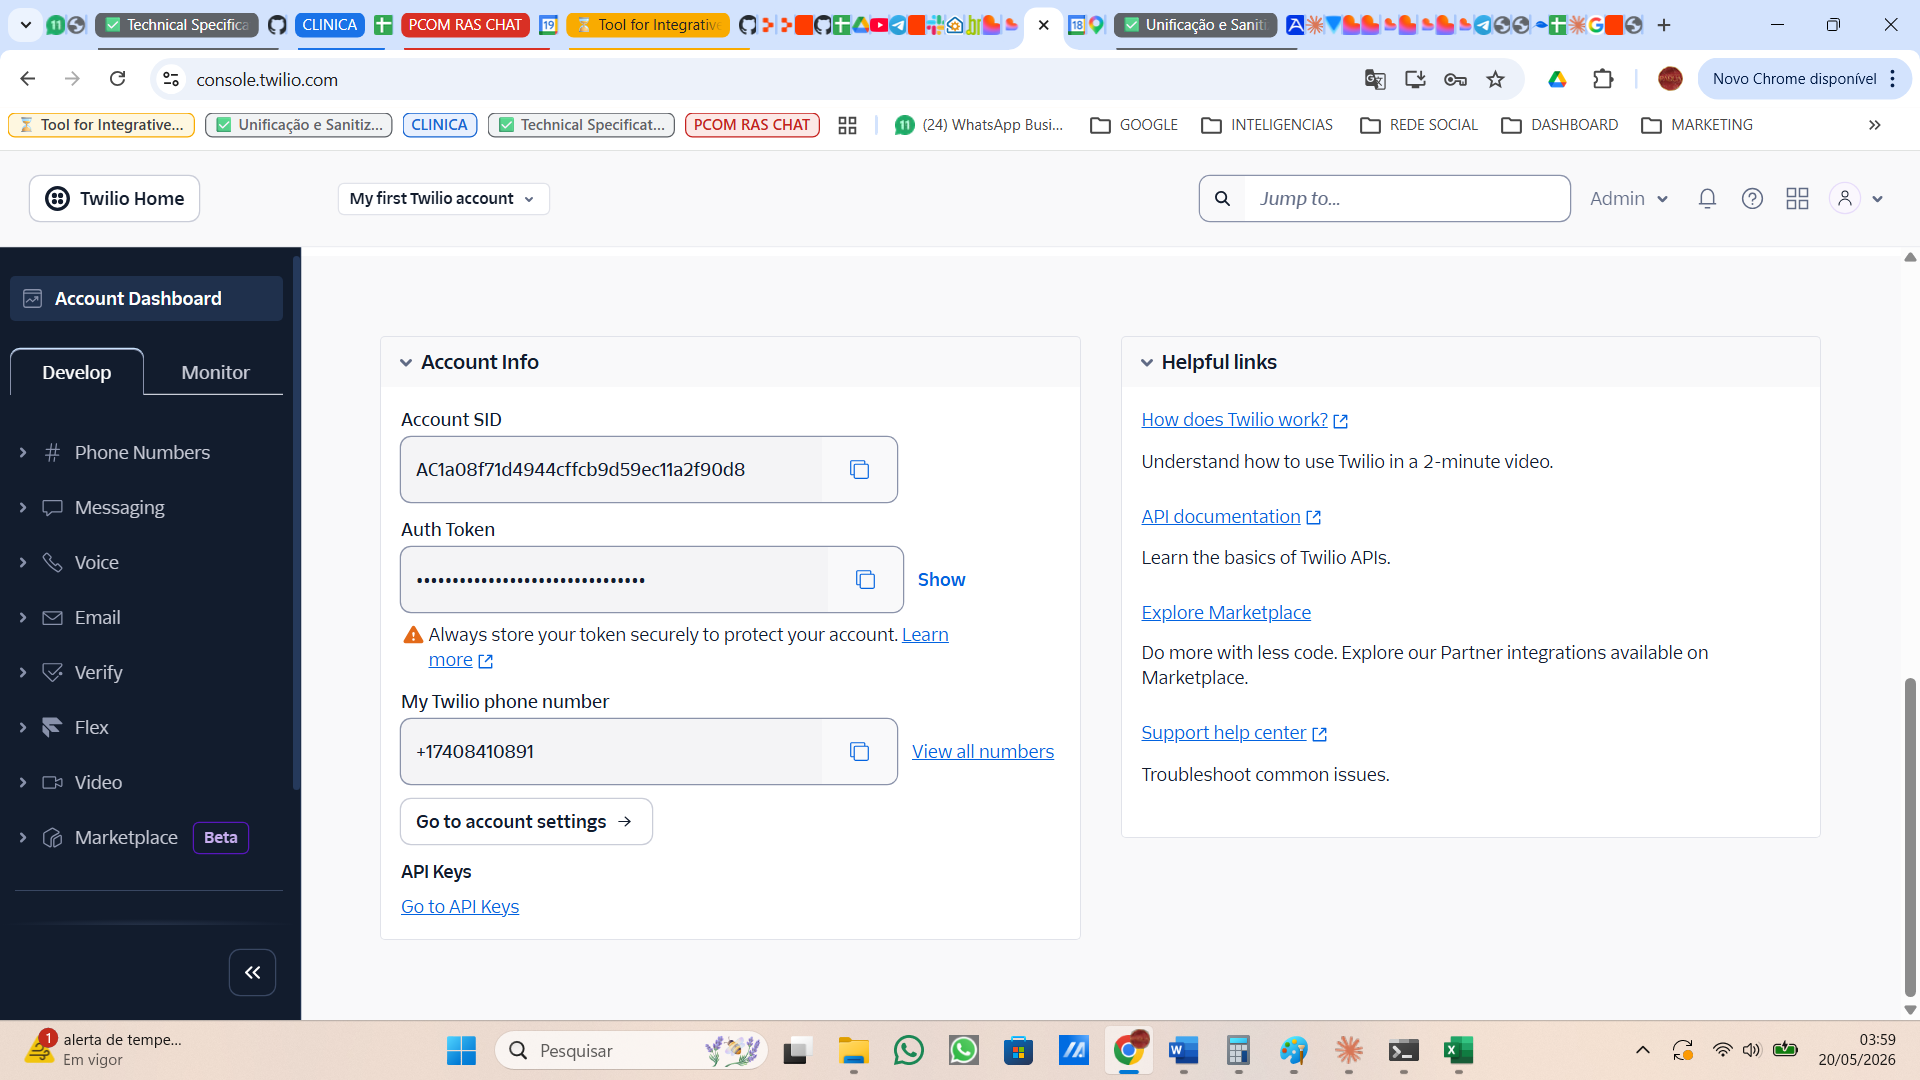 11
Technical Specifica
CLINICA
PCOM RAS CHAT
19
Tool for Integrative
18
Unificação e Saniti
console.twilio.com
Novo Chrome disponível
Tool for Integrative...
Unificação e Sanitiz...
CLINICA
Technical Specificat...
PCOM RAS CHAT
11
(24) WhatsApp Busi...
GOOGLE
INTELIGENCIAS
REDE SOCIAL
DASHBOARD
MARKETING
Twilio Home
My first Twilio account
Jump to...
Admin
Account Dashboard
Develop
Monitor
Phone Numbers
Messaging
Voice
Email
Verify
Flex
Video
Marketplace
Beta
Account Info
Account SID
AC1a08f71d4944cffcb9d59ec11a2f90d8
Auth Token
••••••••••••••••••••••••••••••••
Show
Always store your token securely to protect your account. Learn
more
My Twilio phone number
+17408410891
View all numbers
Go to account settings
API Keys
Go to API Keys
Helpful links
How does Twilio work?
Understand how to use Twilio in a 2-minute video.
API documentation
Learn the basics of Twilio APIs.
Explore Marketplace
Do more with less code. Explore our Partner integrations available on
Marketplace.
Support help center
Troubleshoot common issues.
1
alerta de tempe...
Em vigor
Pesquisar
03:59
20/05/2026